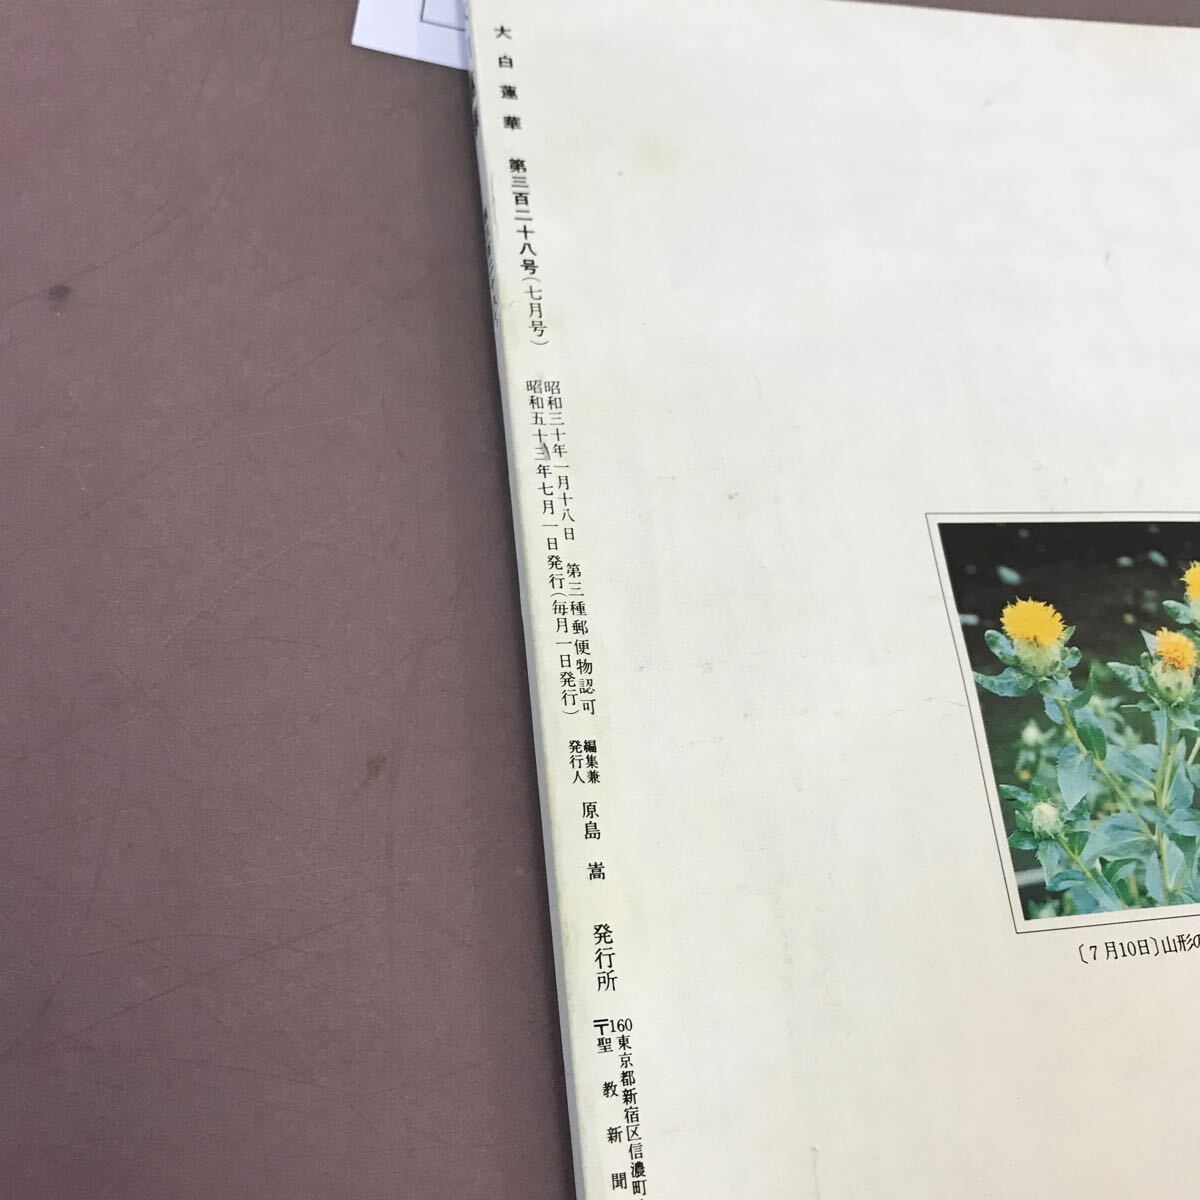 大白蓮華 第三百二十八号(七月号)
昭和三十年一月十八日 第三種郵便物認可
昭和五十三年七月一日発行(毎月一日発行)
編集兼
発行人
原島 嵩
発行所
〒160東京都新宿区信濃町
聖教新聞
〔7月10日〕山形の